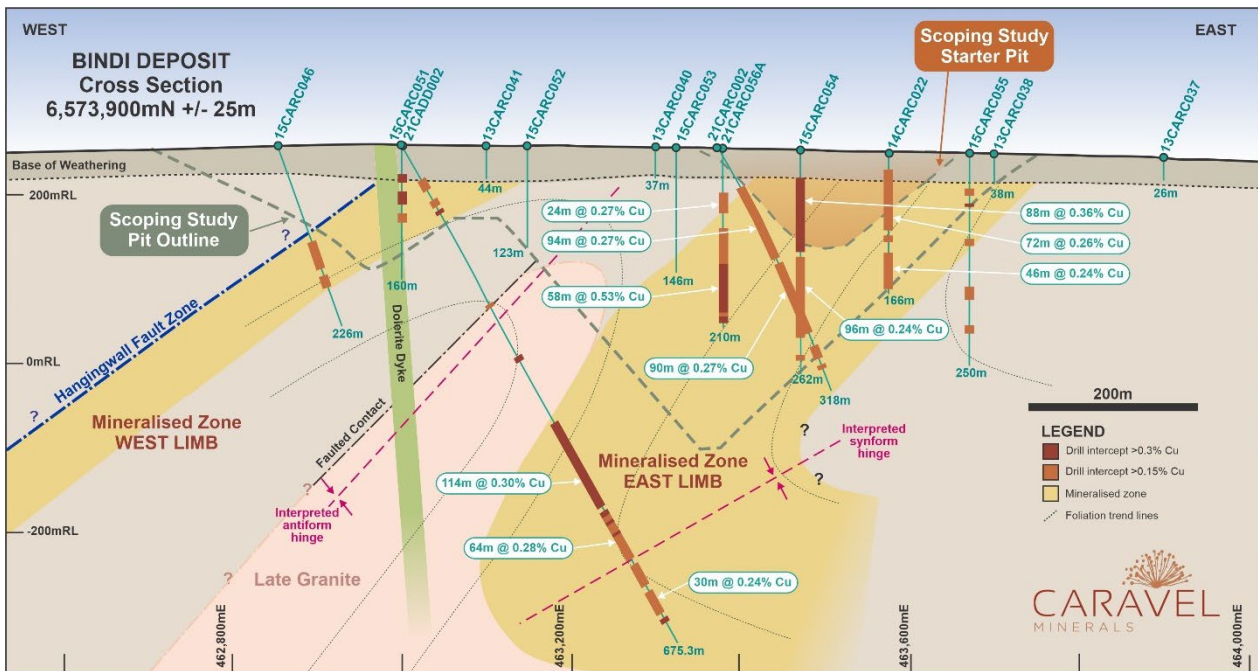 WEST
EAST
BINDI DEPOSIT
Cross Section
6,573,900mN +/- 25m
Scoping Study
Starter Pit
15CARC046
15CARC051
21CADD002
13CARC041
15CARC052
13CARC040
15CARC053
21CARC002
21CARC056A
15CARC054
14CARC022
15CARC055
13CARC038
13CARC037
Base of Weathering
200mRL
44m
37m
38m
26m
Scoping Study
Pit Outline
?
24m @ 0.27% Cu
88m @ 0.36% Cu
94m @ 0.27% Cu
72m @ 0.26% Cu
123m
46m @ 0.24% Cu
160m
146m
58m @ 0.53% Cu
166m
226m
210m
96m @ 0.24% Cu
0mRL
90m @ 0.27% Cu
262m
250m
318m
Hangingwall Fault Zone
Dolerite Dyke
?
Mineralised Zone
WEST LIMB
Faulted Contact
200m
LEGEND
Drill intercept >0.3% Cu
Drill intercept >0.15% Cu
Mineralised zone
Foliation trend lines
Interpreted
synform
hinge
?
?
Mineralised Zone
EAST LIMB
114m @ 0.30% Cu
?
Interpreted
antiform
hinge
-200mRL
64m @ 0.28% Cu
?
Late Granite
30m @ 0.24% Cu
675.3m
CARAVEL
MINERALS
462,800mE
463,200mE
463,600mE
464,000mE